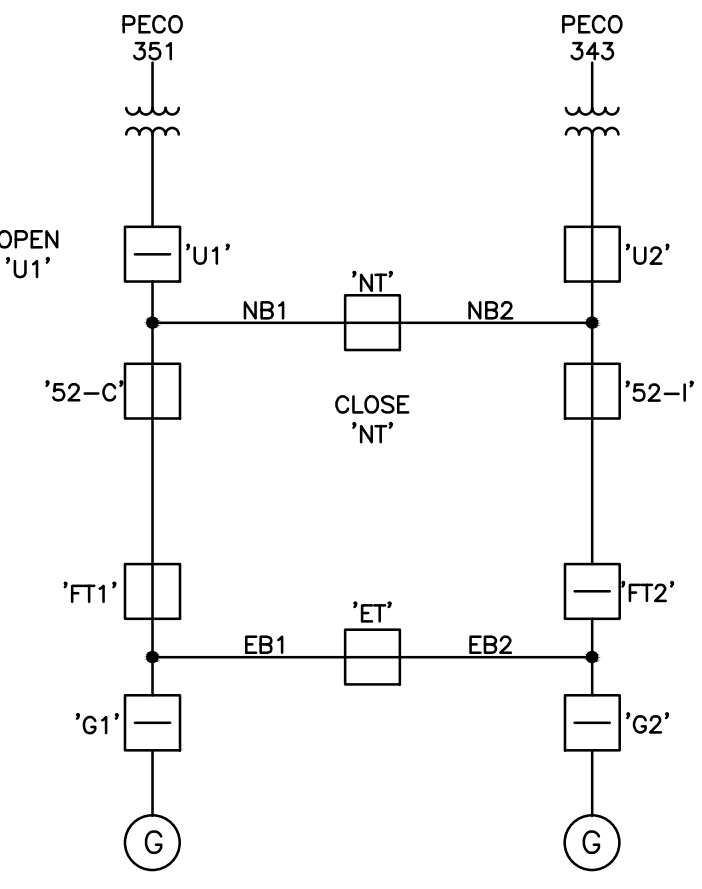 PECO
351
PECO
343
OPEN
'U1'
'U1'
'U2'
'NT'
NB1
NB2
'52-C'
'52-I'
CLOSE
'NT'
'FT1'
'FT2'
'ET'
EB1
EB2
'G1'
'G2'
G
G